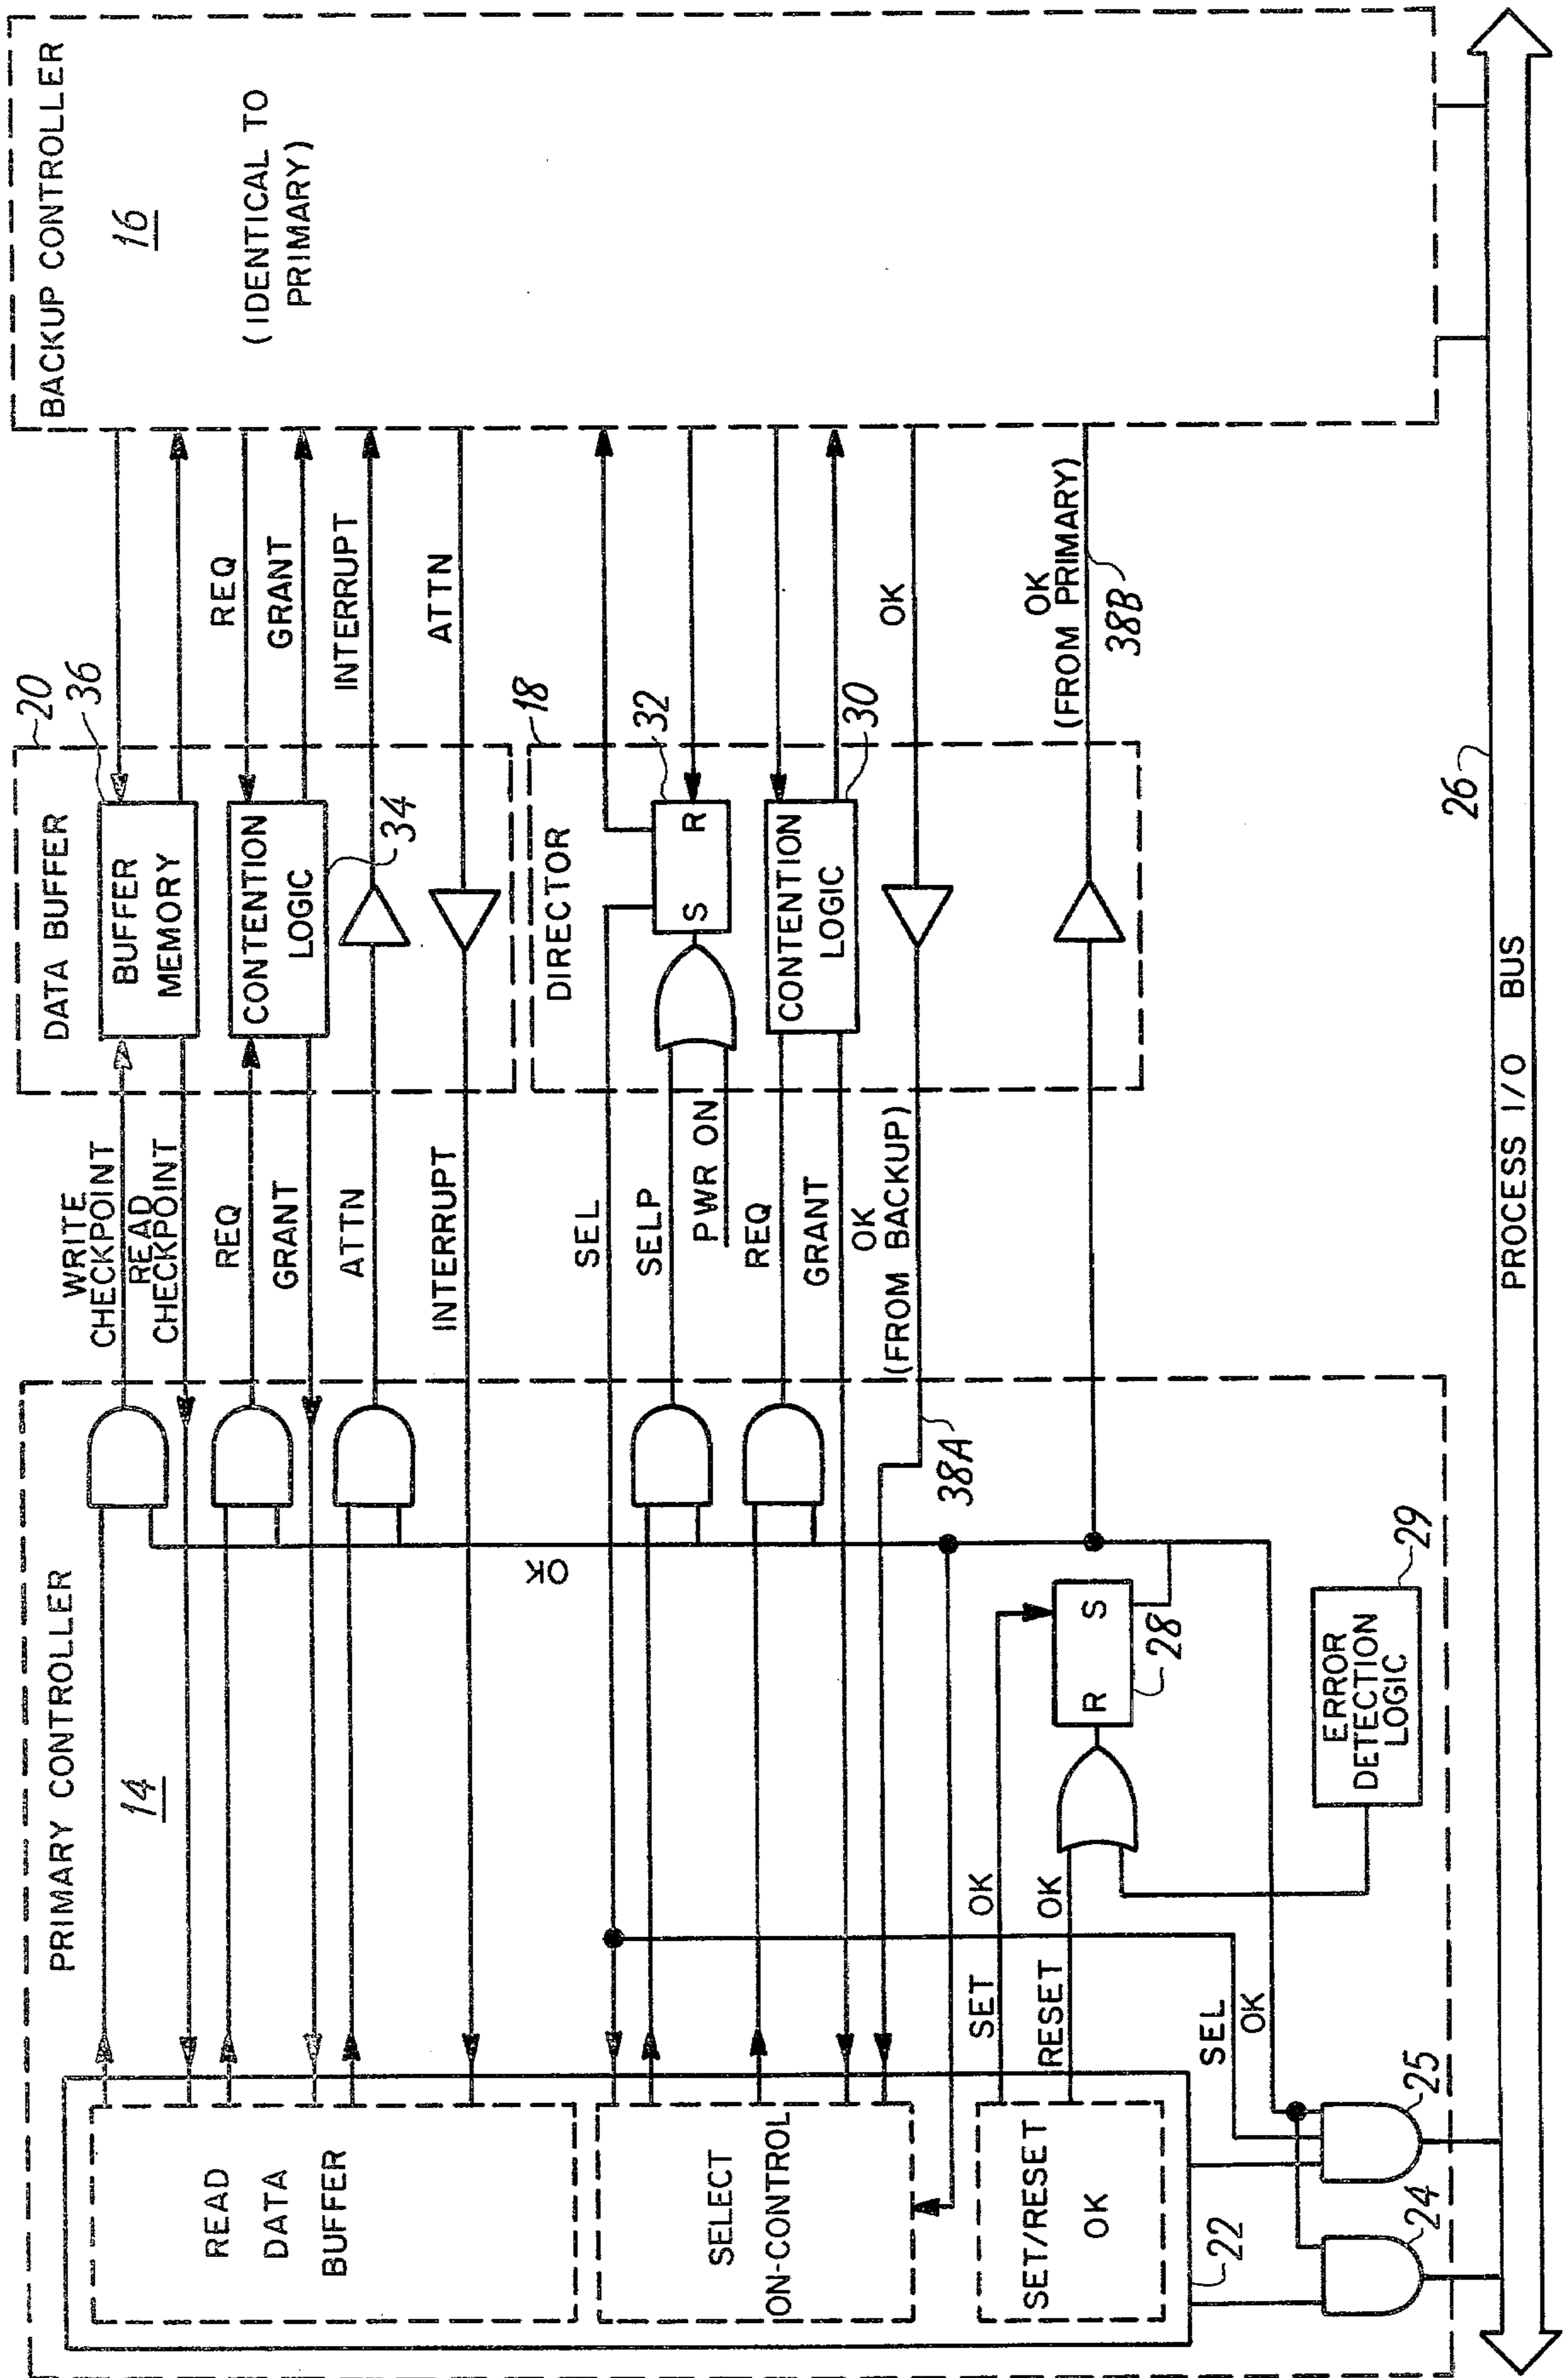 PRIMARY CONTROLLER
14
READ
DATA
BUFFER
SELECT
ON-CONTROL
SET/RESET
OK
22
SET OK
RESET OK
SEL
OK
24
25
R
S
28
ERROR
DETECTION
LOGIC
29
OK
38A
WRITE
CHECKPOINT
READ
CHECKPOINT
REQ
GRANT
ATTN
INTERRUPT
SEL
SELP
PWR ON
REQ
GRANT
OK
(FROM BACKUP)
DATA BUFFER
20
36
BUFFER
MEMORY
CONTENTION
LOGIC
34
DIRECTOR
18
32
S
R
CONTENTION
LOGIC
30
REQ
GRANT
INTERRUPT
ATTN
OK
OK
(FROM PRIMARY)
38B
BACKUP CONTROLLER
16
(IDENTICAL TO
PRIMARY)
PROCESS I/O BUS
26